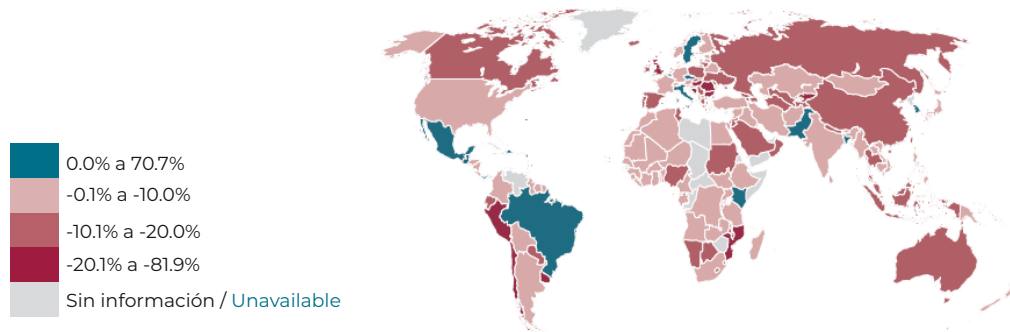 0.0% a 70.7%
-0.1% a -10.0%
-10.1% a -20.0%
-20.1% a -81.9%
Sin información / Unavailable